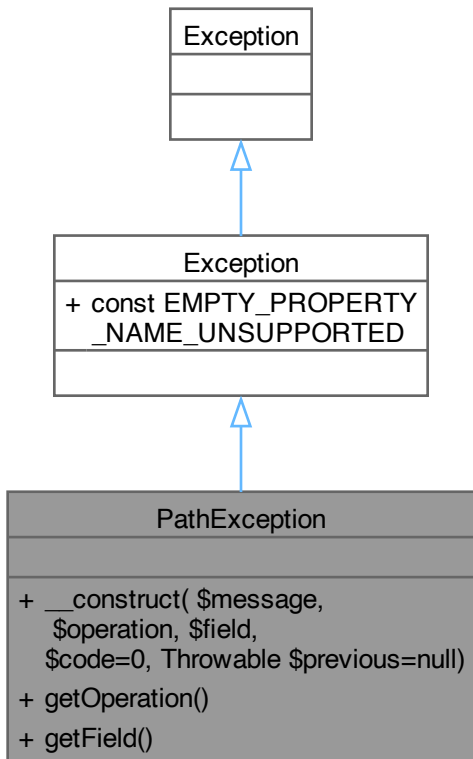 Exception
Exception
+ const EMPTY_PROPERTY
_NAME_UNSUPPORTED
PathException
+ __construct( $message,
$operation, $field,
$code=0, Throwable $previous=null)
+ getOperation()
+ getField()